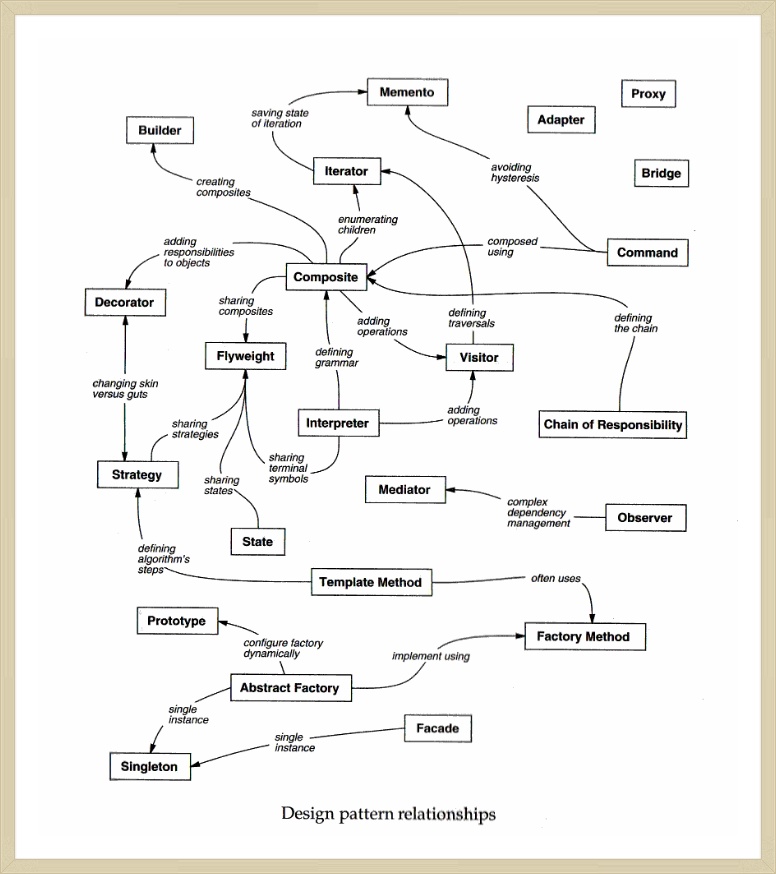 Memento
Proxy
Adapter
saving state
of iteration
Builder
avoiding
hysteresis
Iterator
Bridge
creating
composites
enumerating
children
adding
responsibilities
to objects
composed
using
Command
Composite
Decorator
sharing
composites
adding
operations
defining
traversals
defining
the chain
Flyweight
defining
grammar
Visitor
changing skin
versus guts
sharing
strategies
Interpreter
adding
operations
Chain of Responsibility
sharing
terminal
symbols
Strategy
sharing
states
Mediator
complex
dependency
management
Observer
State
defining
algorithm's
steps
Template Method
often uses
Prototype
configure factory
dynamically
implement using
Factory Method
Abstract Factory
single
instance
Facade
single
instance
Singleton
Design pattern relationships